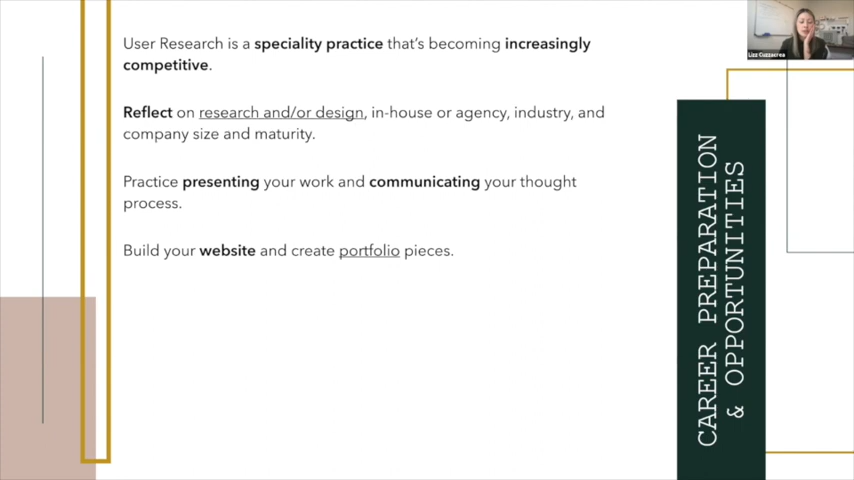 User Research is a speciality practice that's becoming increasingly
competitive.
Reflect on research and/or design, in-house or agency, industry, and
company size and maturity.
Practice presenting your work and communicating your thought
process.
Build your website and create portfolio pieces.
CAREER PREPARATION
& OPPORTUNITIES
Lizz Cuzzacrea